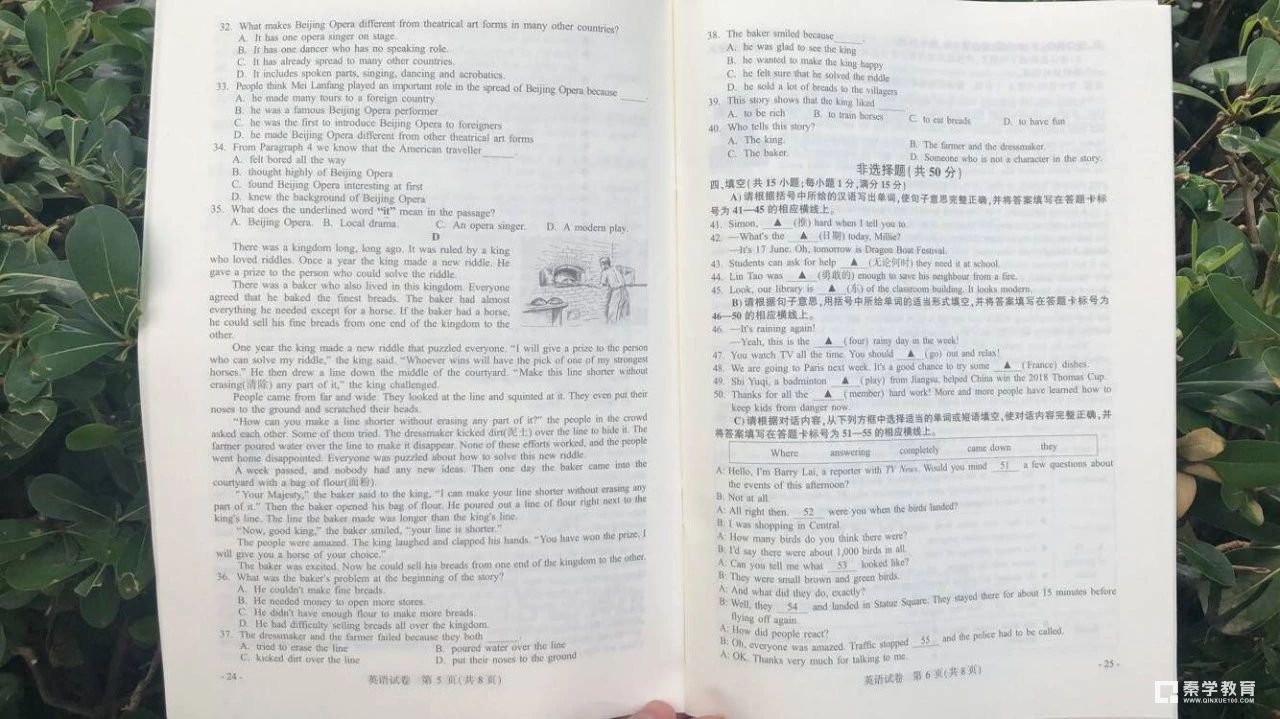 32. What makes Beijing Opera different from theatrical art forms in many other countries?
A. It has one opera singer on stage.
B. It has one dancer who has no speaking role.
C. It has already spread to many other countries.
D. It includes spoken parts, singing, dancing and acrobatics.
33. People think Mei Lanfang played an important role in the spread of Beijing Opera because ______.
A. he made many tours to a foreign country
B. he was a famous Beijing Opera performer
C. he was the first to introduce Beijing Opera to foreigners
D. he made Beijing Opera different from other theatrical art forms
34. From Paragraph 4 we know that the American traveller ______.
A. felt bored all the way
B. thought highly of Beijing Opera
C. found Beijing Opera interesting at first
D. knew the background of Beijing Opera
35. What does the underlined word "it" mean in the passage?
A. Beijing Opera. B. Local drama. C. An opera singer. D. A modern play.
D
There was a kingdom long, long ago. It was ruled by a king
who loved riddles. Once a year the king made a new riddle. He
gave a prize to the person who could solve the riddle.
There was a baker who also lived in this kingdom. Everyone
agreed that he baked the finest breads. The baker had almost
everything he needed except for a horse. If the baker had a horse,
he could sell his fine breads from one end of the kingdom to the
other.
One year the king made a new riddle that puzzled everyone. "I will give a prize to the person
who can solve my riddle," the king said. "Whoever wins will have the pick of one of my strongest
horses." He then drew a line down the middle of the courtyard. "Make this line shorter without
erasing(清除) any part of it," the king challenged.
People came from far and wide. They looked at the line and squinted at it. They even put their
noses to the ground and scratched their heads.
"How can you make a line shorter without erasing any part of it?" the people in the crowd
asked each other. Some of them tried. The dressmaker kicked dirt(泥土) over the line to hide it. The
farmer poured water over the line to make it disappear. None of these efforts worked, and the people
went home disappointed. Everyone was puzzled about how to solve this new riddle.
A week passed, and nobody had any new ideas. Then one day the baker came into the
courtyard with a bag of flour(面粉).
"Your Majesty," the baker said to the king, "I can make your line shorter without erasing any
part of it." Then the baker opened his bag of flour. He poured out a line of flour right next to the
king's line. The line the baker made was longer than the king's line.
"Now, good king," the baker smiled, "your line is shorter."
The people were amazed. The king laughed and clapped his hands. "You have won the prize. I
will give you a horse of your choice."
The baker was excited. Now he could sell his breads from one end of the kingdom to the other.
36. What was the baker's problem at the beginning of the story?
A. He couldn't make fine breads.
B. He needed money to open more stores.
C. He didn't have enough flour to make more breads.
D. He had difficulty selling breads all over the kingdom.
37. The dressmaker and the farmer failed because they both ______.
A. tried to erase the line B. poured water over the line
C. kicked dirt over the line D. put their noses to the ground
- 24 -
英语试卷 第 5 页(共 8 页)
38. The baker smiled because ______.
A. he was glad to see the king
B. he wanted to make the king happy
C. he felt sure that he solved the riddle
D. he sold a lot of breads to the villagers
39. This story shows that the king liked ______
A. to be rich B. to train horses C. to eat breads D. to have fun
40. Who tells this story?
A. The king. B. The farmer and the dressmaker.
C. The baker. D. Someone who is not a character in the story.
非选择题(共 50 分)
四、填空(共 15 小题;每小题 1 分,满分 15 分)
A)请根据括号中所给的汉语写出单词,使句子意思完整正确,并将答案填写在答题卡标
号为 41—45 的相应横线上。
41. Simon, ▲ (推) hard when I tell you to.
42. —What's the ▲ (日期) today, Millie?
—It's 17 June. Oh, tomorrow is Dragon Boat Festival.
43. Students can ask for help ▲ (无论何时) they need it at school.
44. Lin Tao was ▲ (勇敢的) enough to save his neighbour from a fire.
45. Look, our library is ▲ (东) of the classroom building. It looks modern.
B)请根据句子意思,用括号中所给单词的适当形式填空,并将答案填写在答题卡标号为
46—50 的相应横线上。
46. —It's raining again!
—Yeah, this is the ▲ (four) rainy day in the week!
47. You watch TV all the time. You should ▲ (go) out and relax!
48. We are going to Paris next week. It's a good chance to try some ▲ (France) dishes.
49. Shi Yuqi, a badminton ▲ (play) from Jiangsu, helped China win the 2018 Thomas Cup.
50. Thanks for all the ▲ (member) hard work! More and more people have learned how to
keep kids from danger now.
C)请根据对话内容,从下列方框中选择适当的单词或短语填空,使对话内容完整正确,并
将答案填写在答题卡标号为 51—55 的相应横线上。
Where answering completely came down they
A: Hello, I'm Barry Lai, a reporter with TV News. Would you mind 51 a few questions about
the events of this afternoon?
B: Not at all.
A: All right then. 52 were you when the birds landed?
B: I was shopping in Central.
A: How many birds do you think there were?
B: I'd say there were about 1,000 birds in all.
A: Can you tell me what 53 looked like?
B: They were small brown and green birds.
A: And what did they do, exactly?
B: Well, they 54 and landed in Statue Square. They stayed there for about 15 minutes before
flying off again.
A: How did people react?
B: Oh, everyone was amazed. Traffic stopped 55 and the police had to be called.
A: OK. Thanks very much for talking to me.
- 25 -
英语试卷 第 6 页(共 8 页)
秦学教育
WWW.QINXUE100.COM